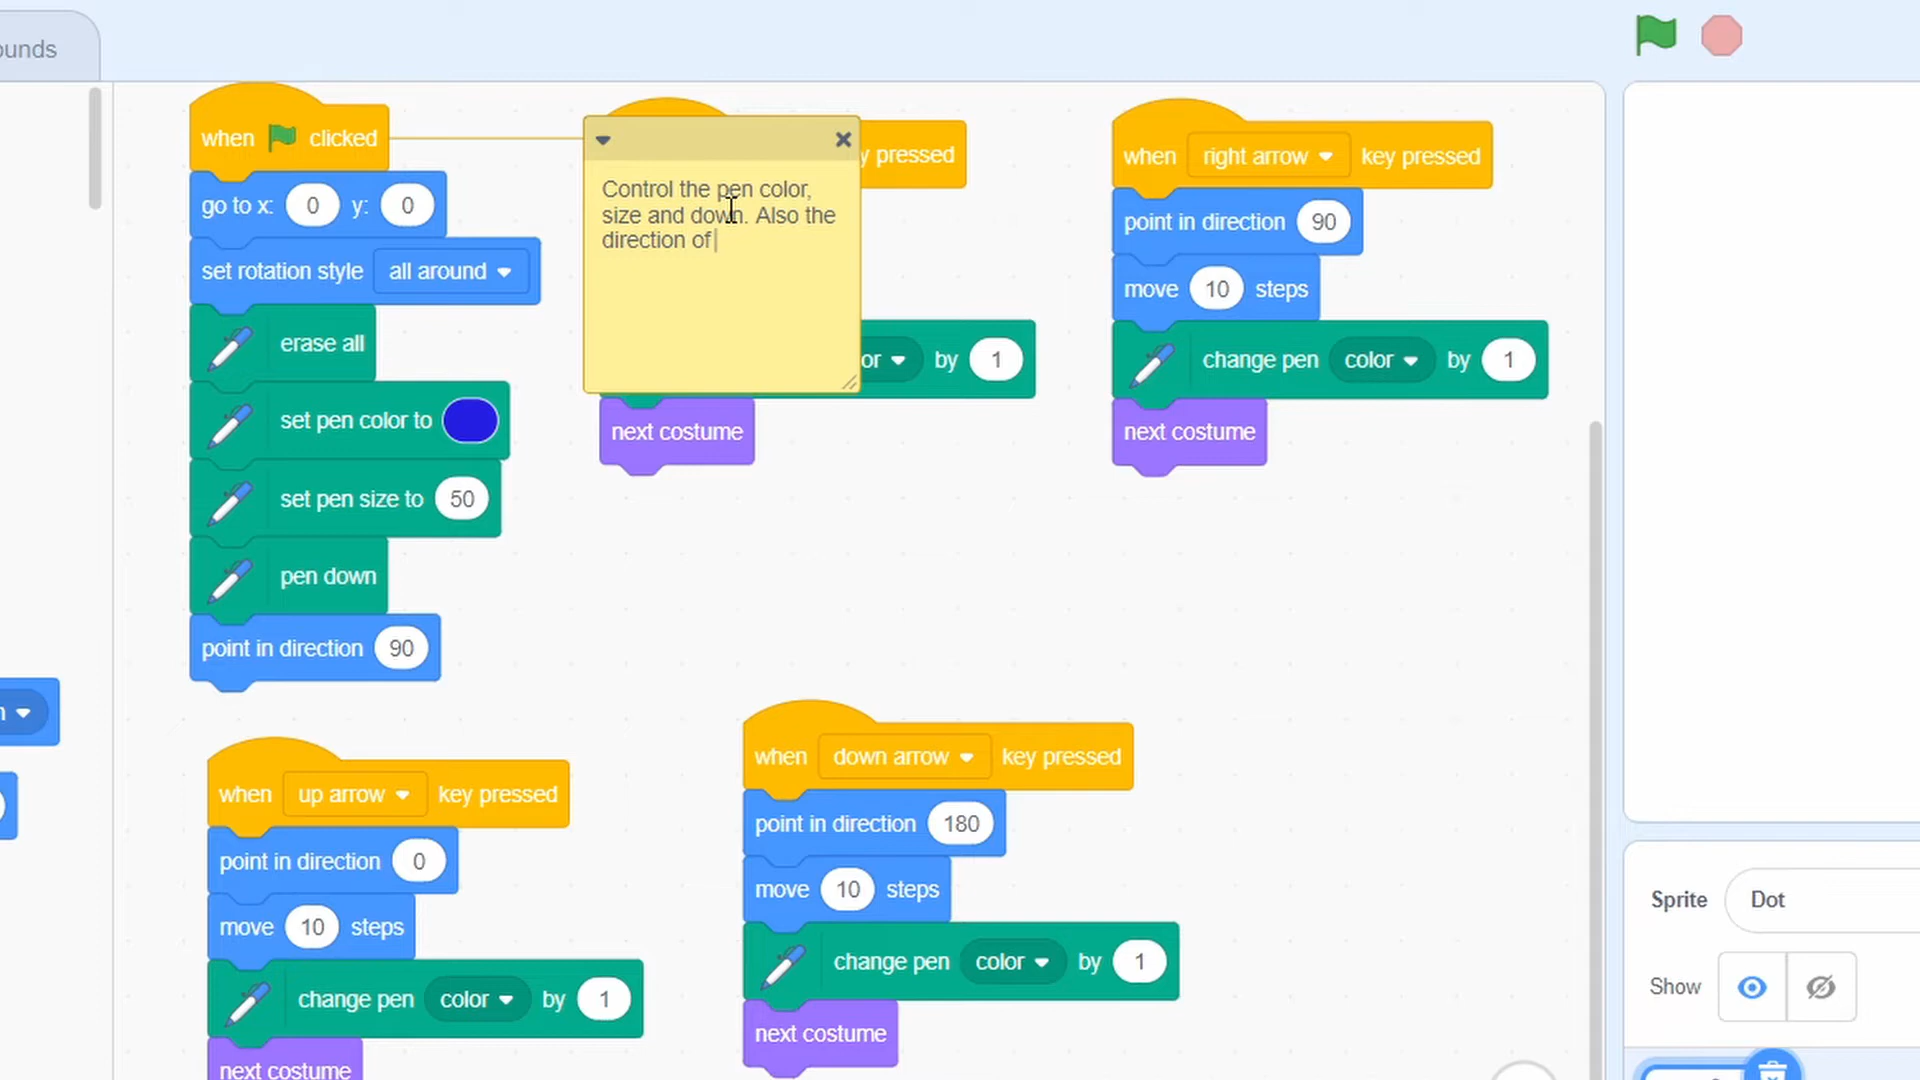 ounds
when clicked
go to x: 0 y: 0
set rotation style all around
erase all
set pen color to
set pen size to 50
pen down
point in direction 90
Control the pen color,
size and down. Also the
direction of
y pressed
or by 1
next costume
when right arrow key pressed
point in direction 90
move 10 steps
change pen color by 1
next costume
when up arrow key pressed
point in direction 0
move 10 steps
change pen color by 1
next costume
when down arrow key pressed
point in direction 180
move 10 steps
change pen color by 1
next costume
Sprite Dot
Show